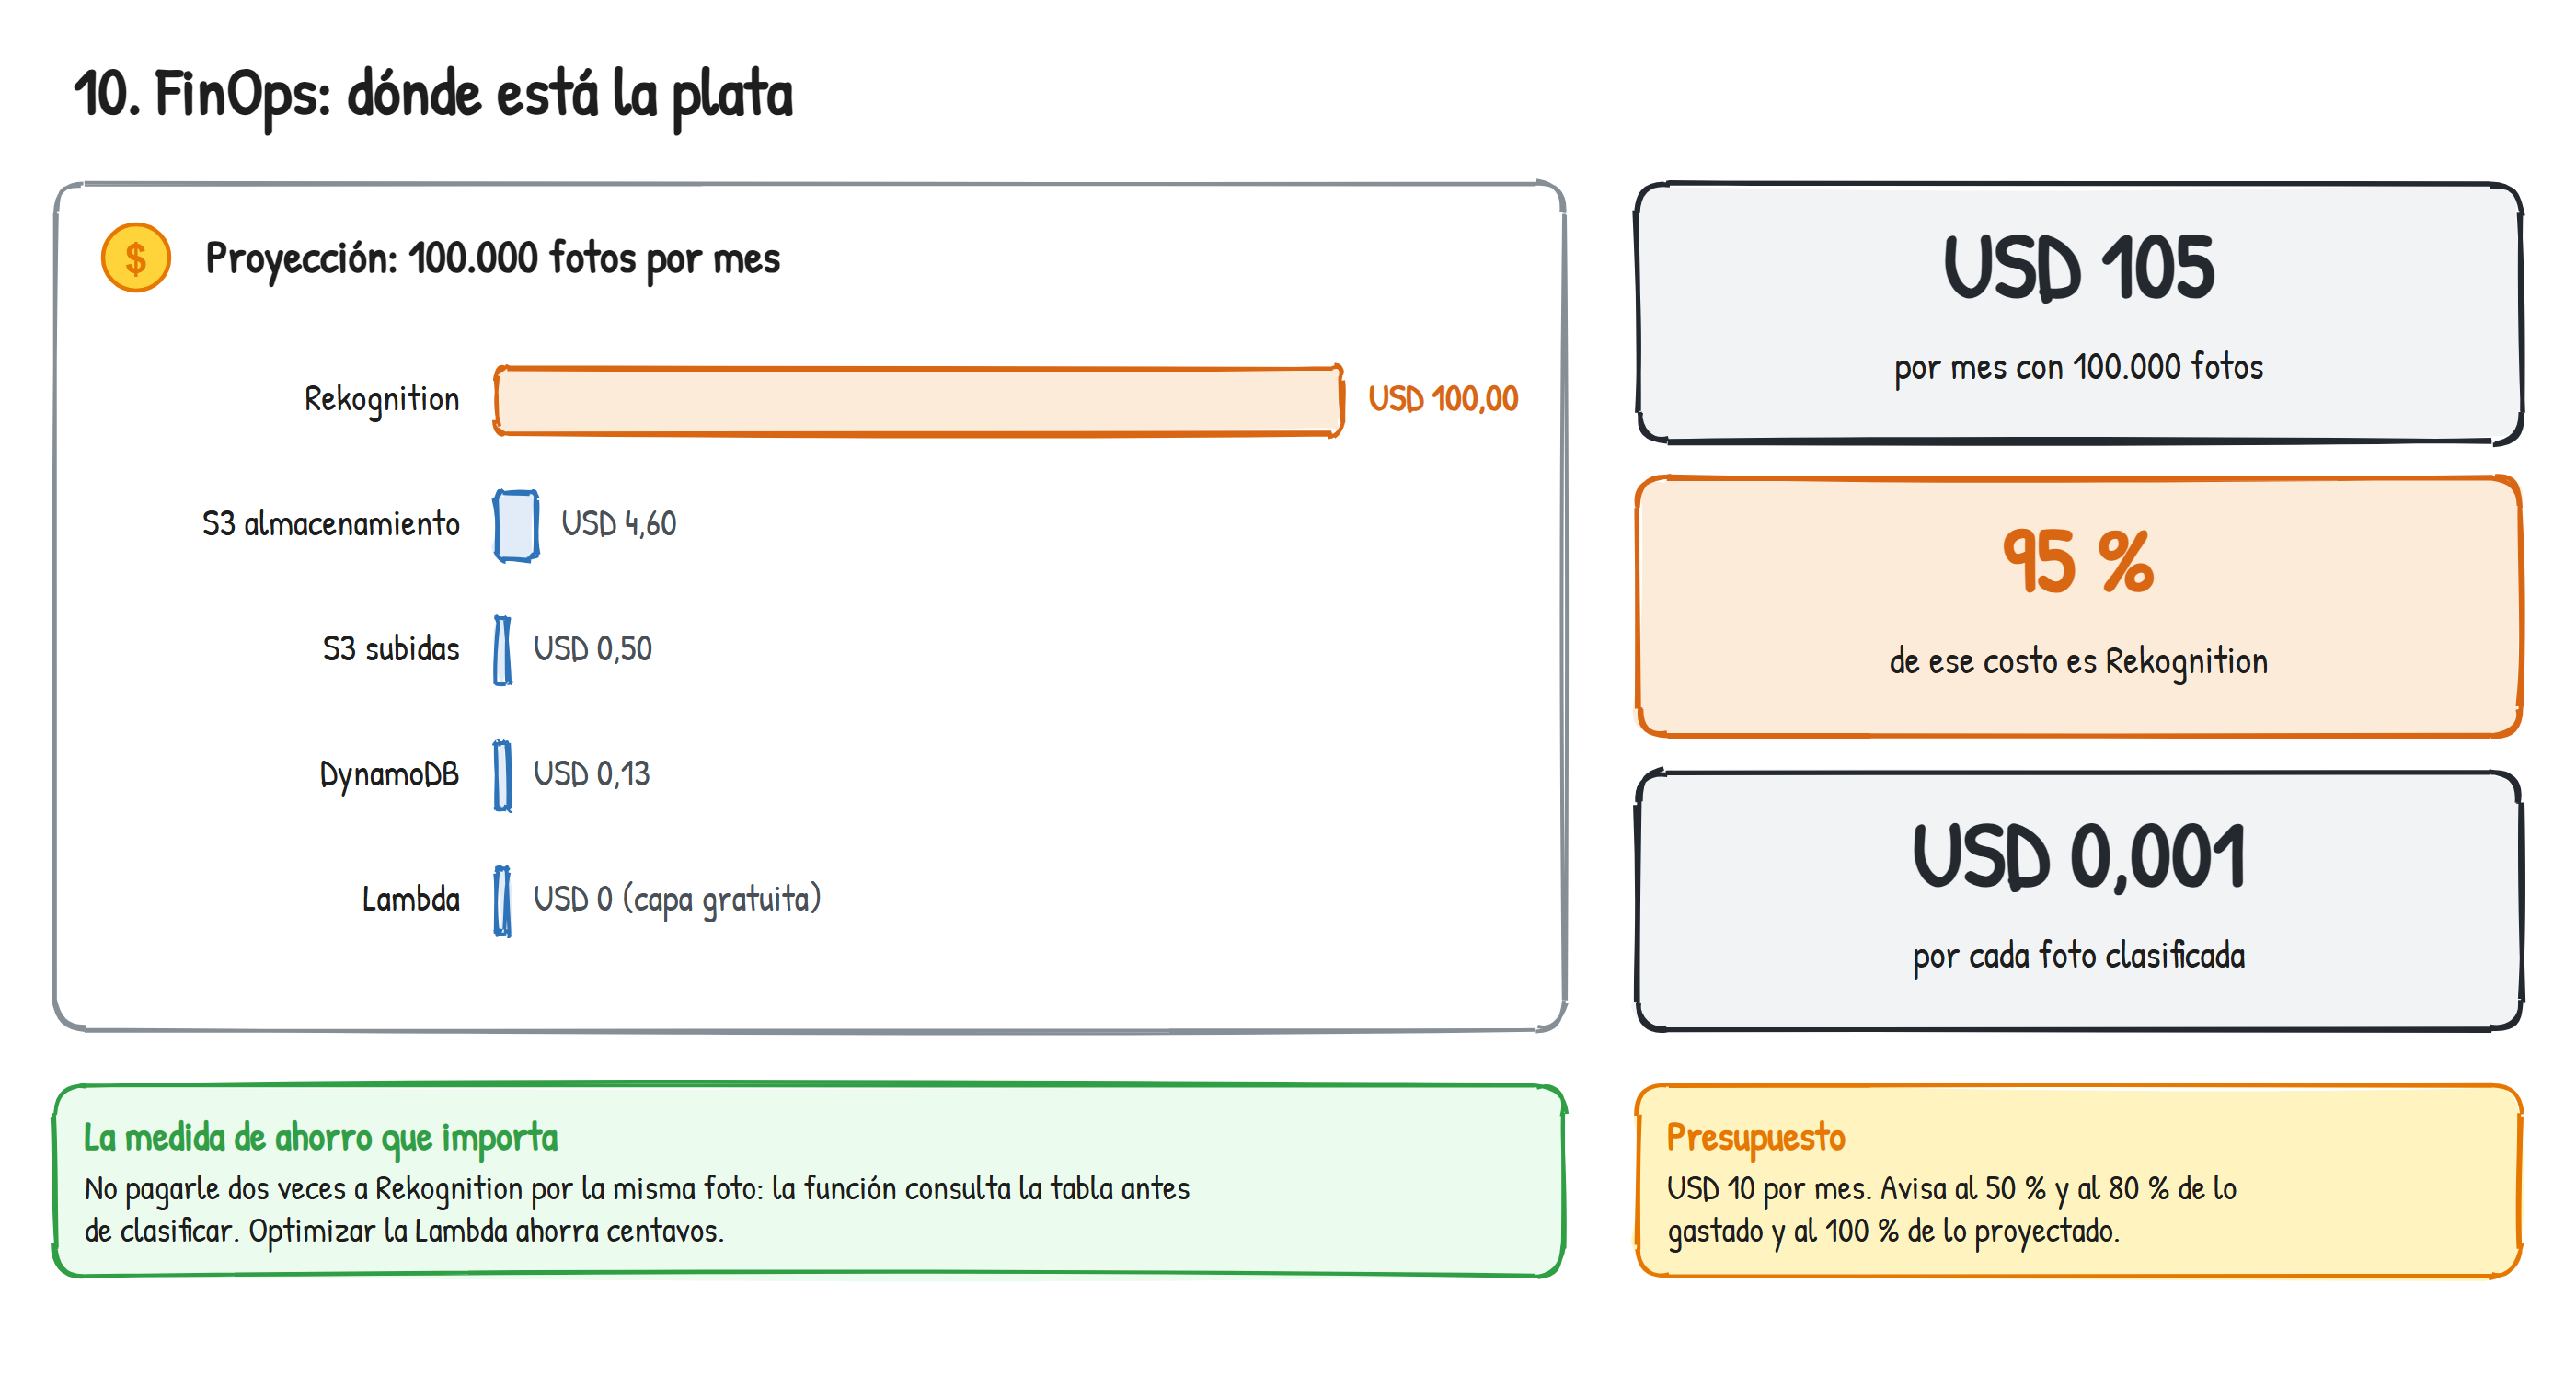 10. FinOps: dónde está la plata
$
Proyección: 100.000 fotos por mes
Rekognition
USD 100,00
S3 almacenamiento
USD 4,60
S3 subidas
USD 0,50
DynamoDB
USD 0,13
Lambda
USD 0 (capa gratuita)
USD 105
por mes con 100.000 fotos
95 %
de ese costo es Rekognition
USD 0,001
por cada foto clasificada
La medida de ahorro que importa
No pagarle dos veces a Rekognition por la misma foto: la función consulta la tabla antes
de clasificar. Optimizar la Lambda ahorra centavos.
Presupuesto
USD 10 por mes. Avisa al 50 % y al 80 % de lo
gastado y al 100 % de lo proyectado.